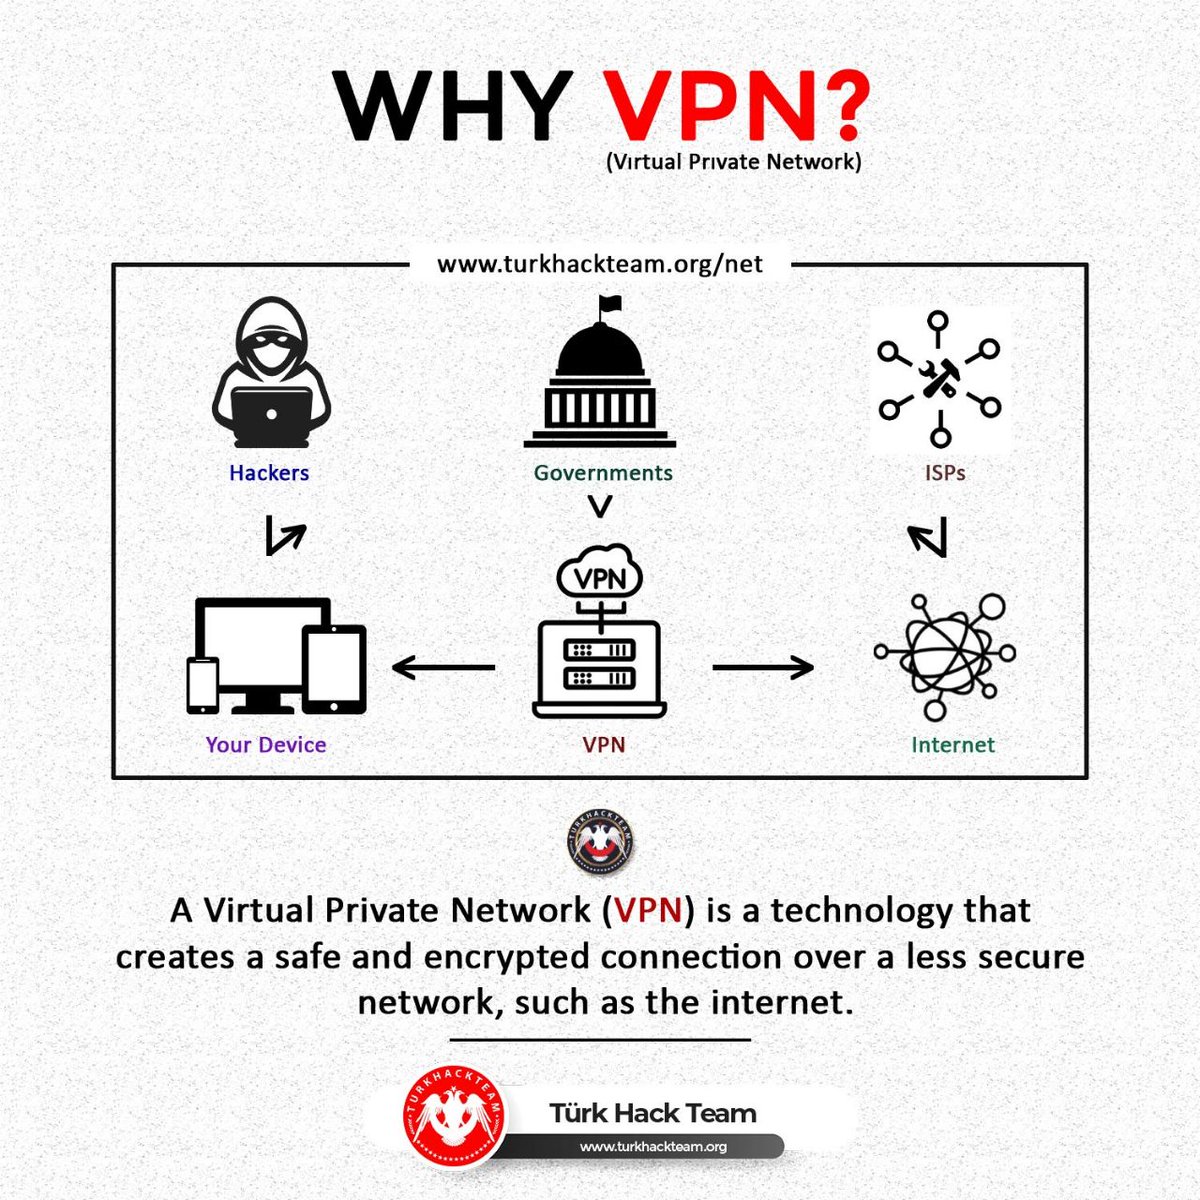 WHY VPN?
(Vırtual Prıvate Network)
www.turkhackteam.org/net
Hackers
Governments
ISPs
VPN
Your Device
VPN
Internet
TURKHACKTEAM
A Virtual Private Network (VPN) is a technology that
creates a safe and encrypted connection over a less secure
network, such as the internet.
TURKHACKTEAM
Türk Hack Team
www.turkhackteam.org